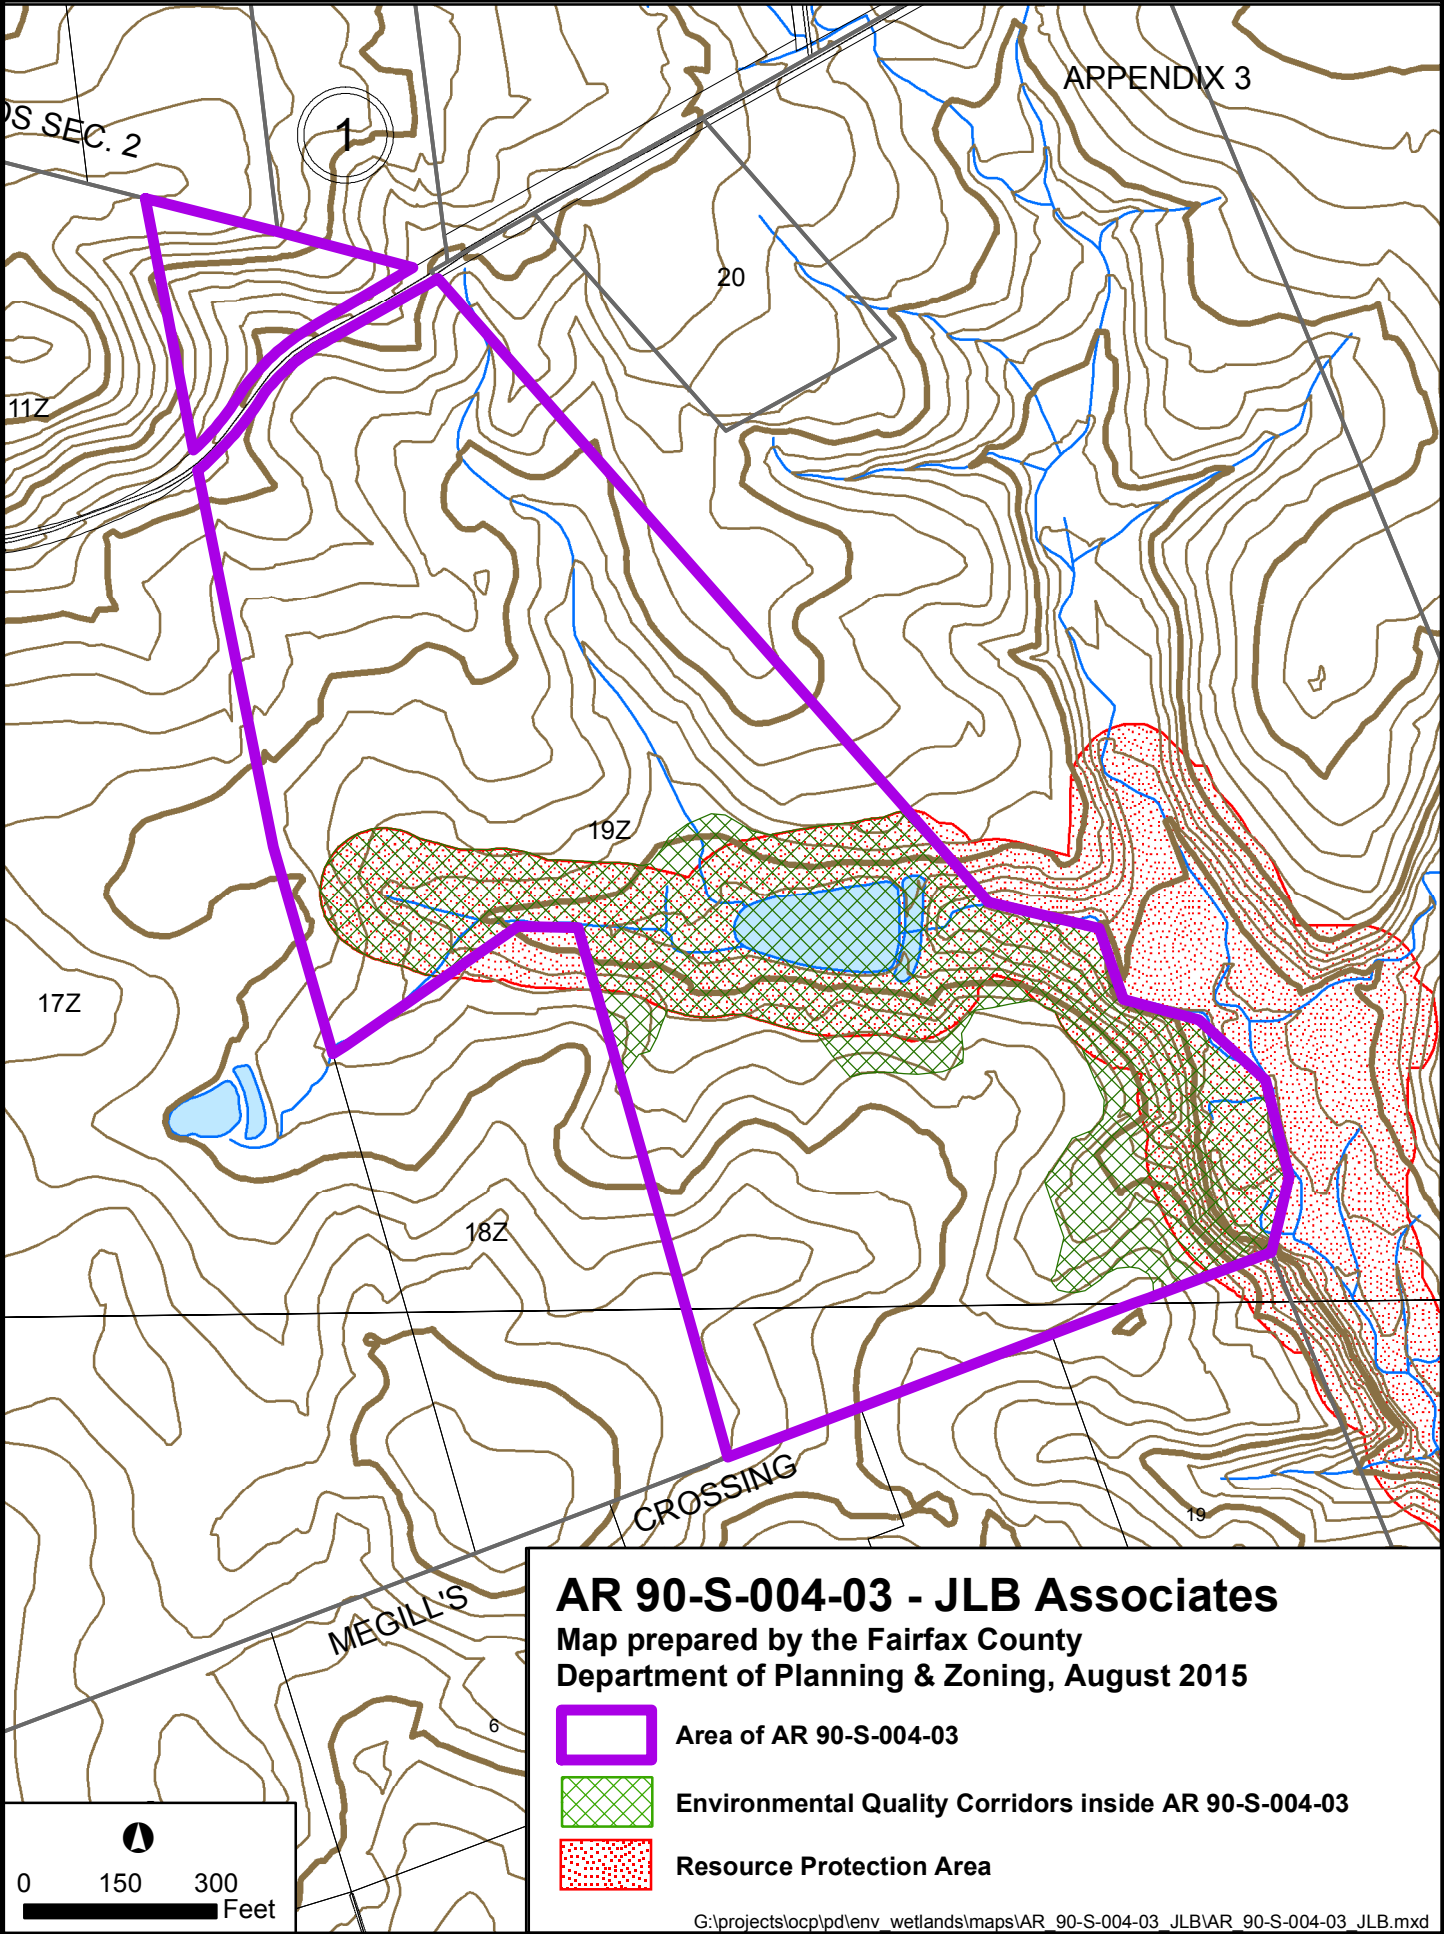 APPENDIX 3
OS SEC. 2
1
20
11Z
19Z
17Z
18Z
CROSSING
19
MEGILL'S
6
AR 90-S-004-03 - JLB Associates
Map prepared by the Fairfax County
Department of Planning & Zoning, August 2015
Area of AR 90-S-004-03
Environmental Quality Corridors inside AR 90-S-004-03
Resource Protection Area
0 150 300
Feet
G:\projects\ocp\pd\env_wetlands\maps\AR_90-S-004-03_JLB\AR_90-S-004-03_JLB.mxd